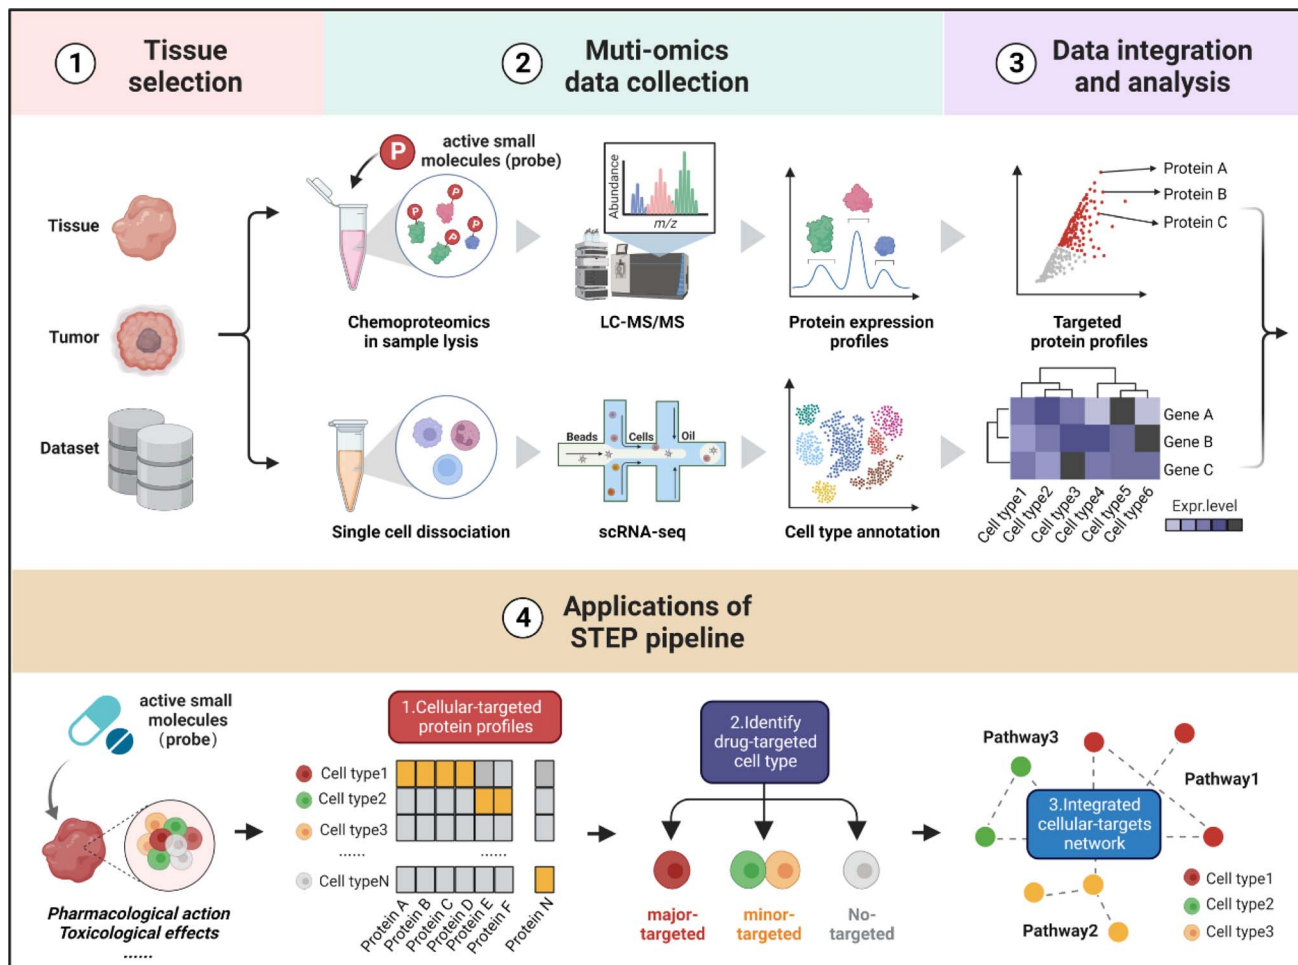 1
Tissue
selection
2
Muti-omics
data collection
3
Data integration
and analysis
Tissue
Tumor
Dataset
P
active small
molecules (probe)
P
P
P
P
Chemoproteomics
in sample lysis
Abundance
m/z
LC-MS/MS
Protein expression
profiles
Protein A
Protein B
Protein C
Targeted
protein profiles
Single cell dissociation
Beads
Cells
Oil
scRNA-seq
Cell type annotation
Gene A
Gene B
Gene C
Cell type1
Cell type2
Cell type3
Cell type4
Cell type5
Cell type6
Expr.level
4
Applications of
STEP pipeline
active small
molecules
(probe)
Pharmacological action
Toxicological effects
......
1.Cellular-targeted
protein profiles
Cell type1
Cell type2
Cell type3
...... ......
Cell typeN
Protein A
Protein B
Protein C
Protein D
Protein E
Protein F
Protein N
2.Identify
drug-targeted
cell type
major-
targeted
minor-
targeted
No-
targeted
Pathway3
Pathway1
3.Integrated
cellular-targets
network
Pathway2
Cell type1
Cell type2
Cell type3